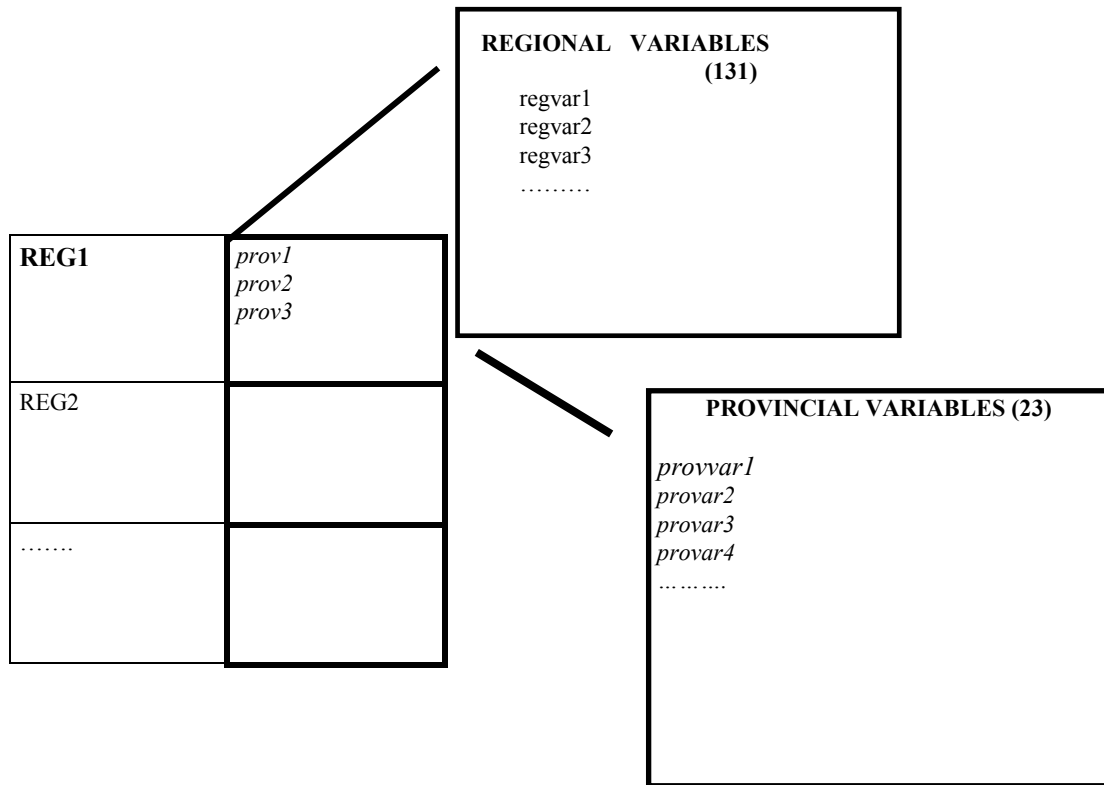 REGIONAL VARIABLES
(131)
regvar1
regvar2
regvar3
………
REG1
prov1
prov2
prov3
REG2
…….
PROVINCIAL VARIABLES (23)
provvar1
provar2
provar3
provar4
……….